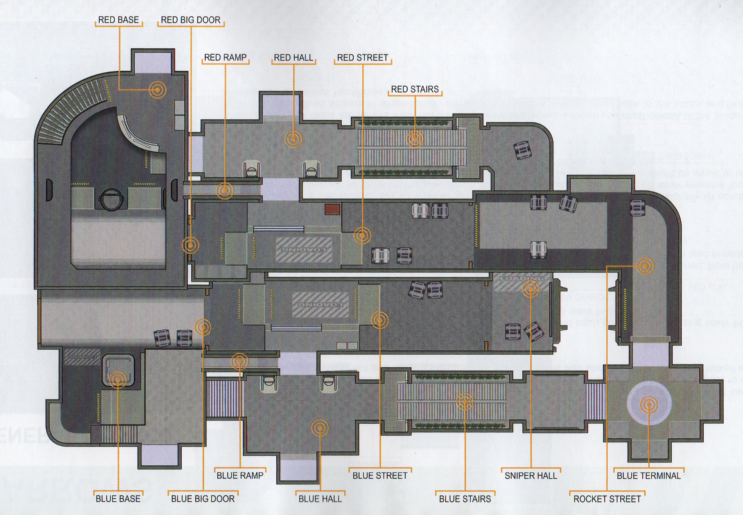 RED BASE
RED BIG DOOR
RED RAMP
RED HALL
RED STREET
RED STAIRS
BLUE BASE
BLUE BIG DOOR
BLUE RAMP
BLUE HALL
BLUE STREET
BLUE STAIRS
SNIPER HALL
ROCKET STREET
BLUE TERMINAL